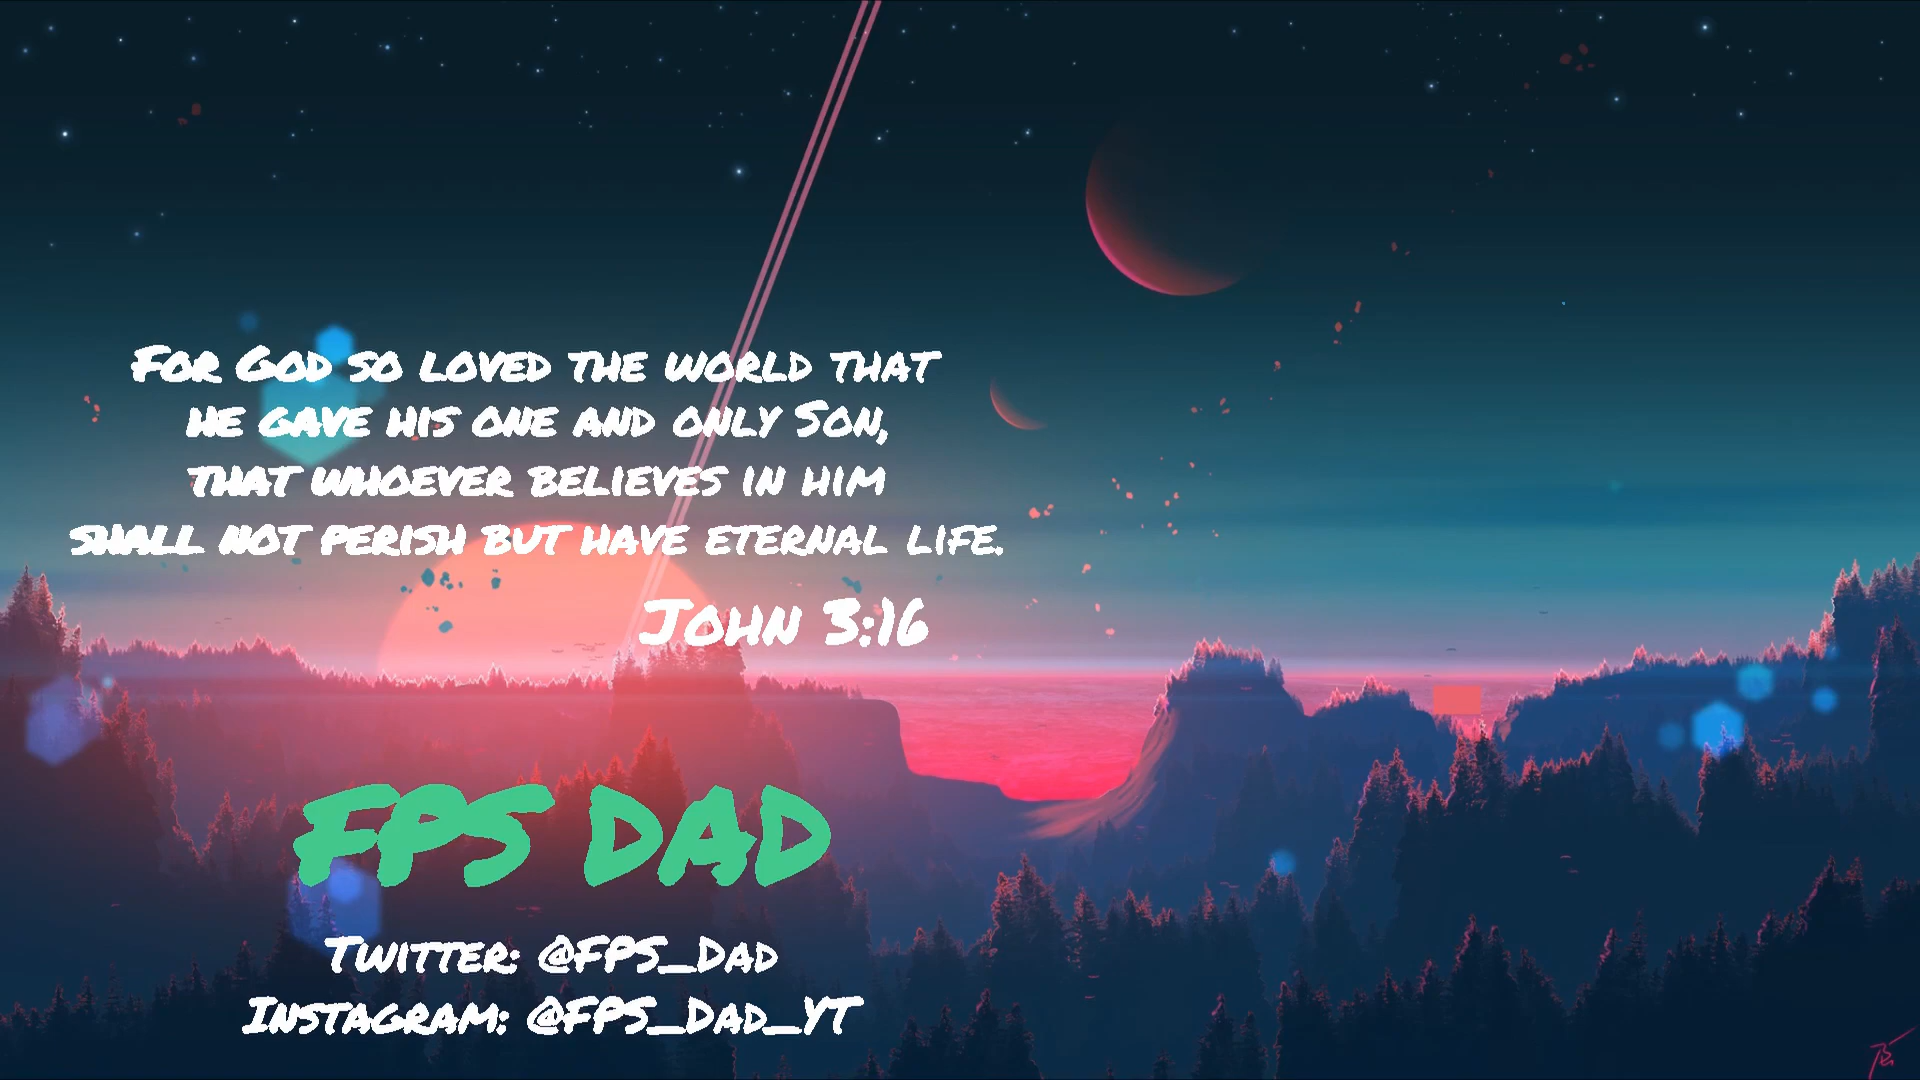 For God so loved the world that
he gave his one and only Son,
that whoever believes in him
shall not perish but have eternal life.
John 3:16
FPS DAD
Twitter: @FPS_Dad
Instagram: @FPS_Dad_YT